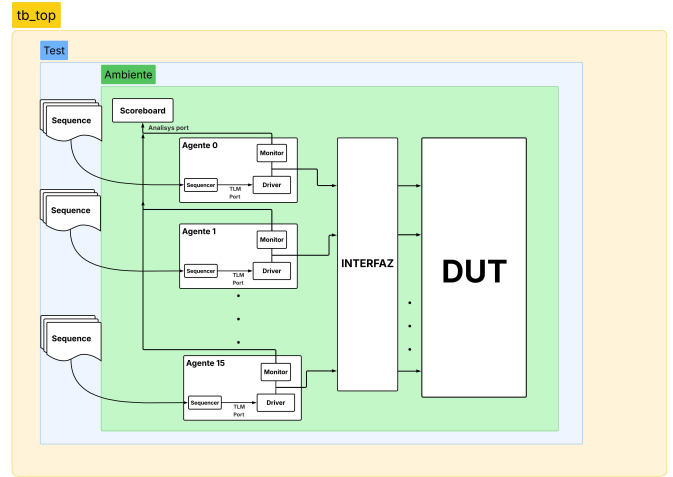 tb_top
Test
Ambiente
Scoreboard
Analisys port
Sequence
Agente 0
Monitor
Sequencer
TLM
Port
Driver
Sequence
Agente 1
Monitor
Sequencer
TLM
Port
Driver
INTERFAZ
DUT
Sequence
Agente 15
Monitor
Sequencer
TLM
Port
Driver